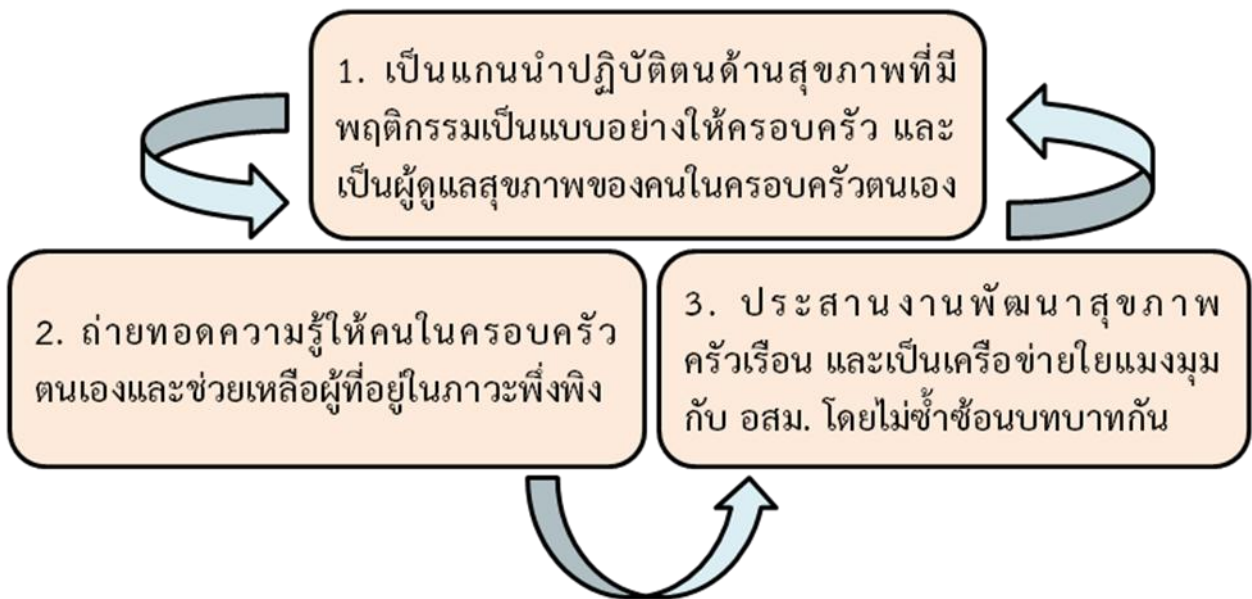 1. เป็นแกนนำปฏิบัติตนด้านสุขภาพที่มี
พฤติกรรมเป็นแบบอย่างให้ครอบครัว และ
เป็นผู้ดูแลสุขภาพของคนในครอบครัวตนเอง
2. ถ่ายทอดความรู้ให้คนในครอบครัว
ตนเองและช่วยเหลือผู้ที่อยู่ในภาวะพึ่งพิง
3. ประสานงานพัฒนาสุขภาพ
ครัวเรือน และเป็นเครือข่ายใยแมงมุม
กับ อสม. โดยไม่ซ้ำซ้อนบทบาทกัน